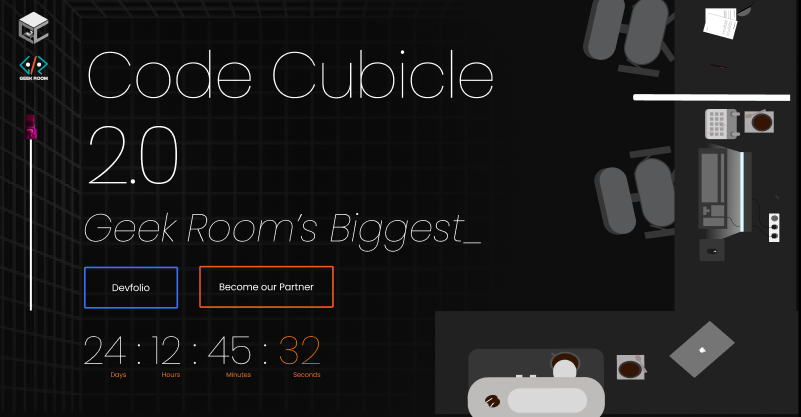 GEEK ROOM
Code Cubicle
2.0
Geek Room's Biggest_
Devfolio
Become our Partner
24 : 12 : 45 : 32
Days Hours Minutes Seconds